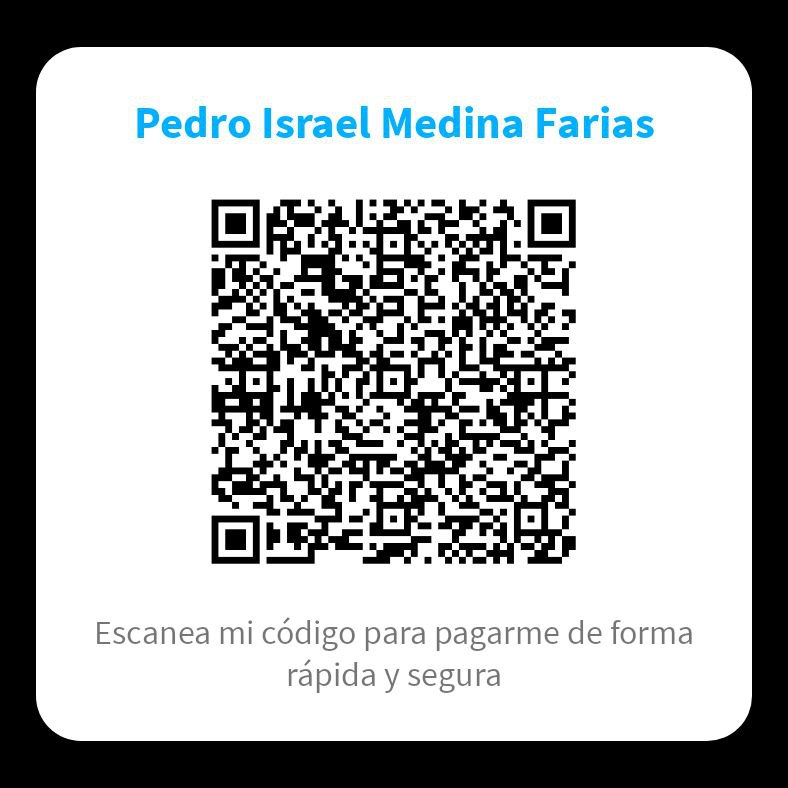 Pedro Israel Medina Farias
Escanea mi código para pagarme de forma
rápida y segura